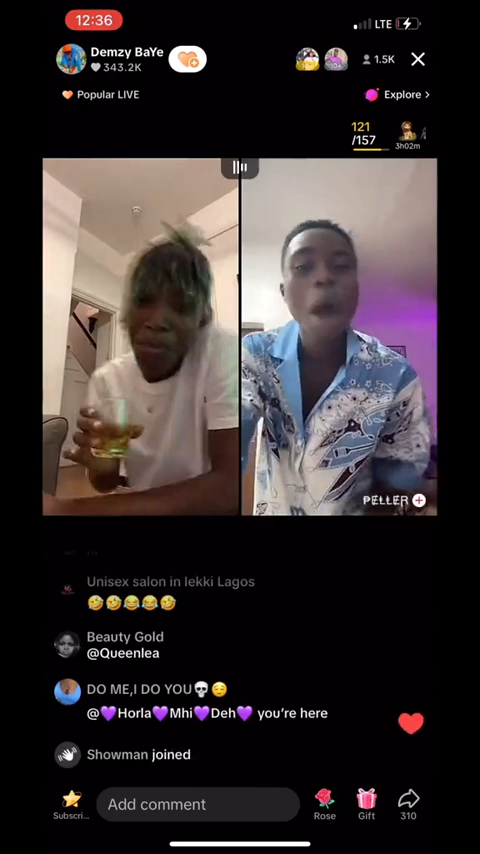 12:36
LTE
Demzy BaYe
343.2K
1.5K
Popular LIVE
Explore >
121
/157
3h02m
PELLER
Unisex salon in lekki Lagos
🤣🤣😂😂🤣
Beauty Gold
@Queenlea
DO ME,I DO YOU💀😌
@💜Horla💜Mhi💜Deh💜 you're here
Showman joined
Subscri...
Add comment
Rose
Gift
310